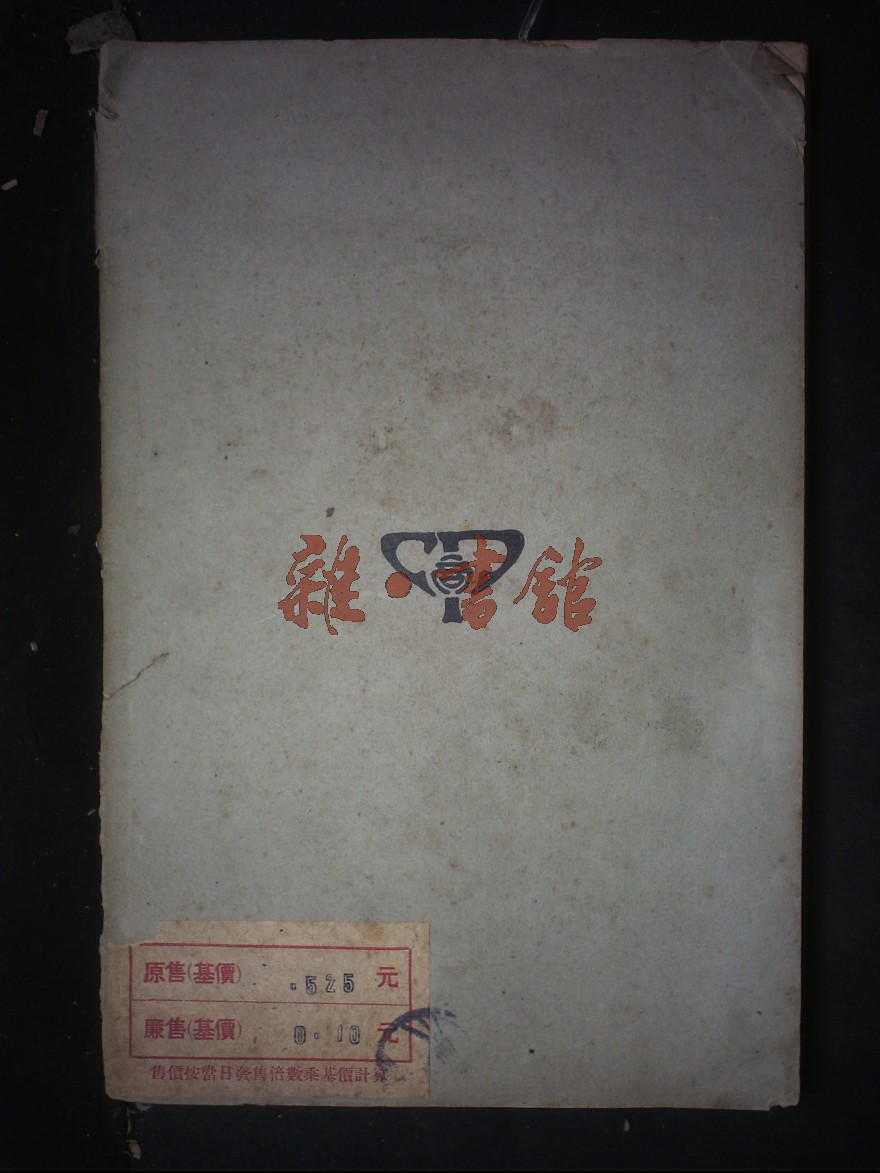 雜·書館
原售(基價) .525 元
廉售(基價) 0.10 元
售價按當日發售倍數乘基價計算